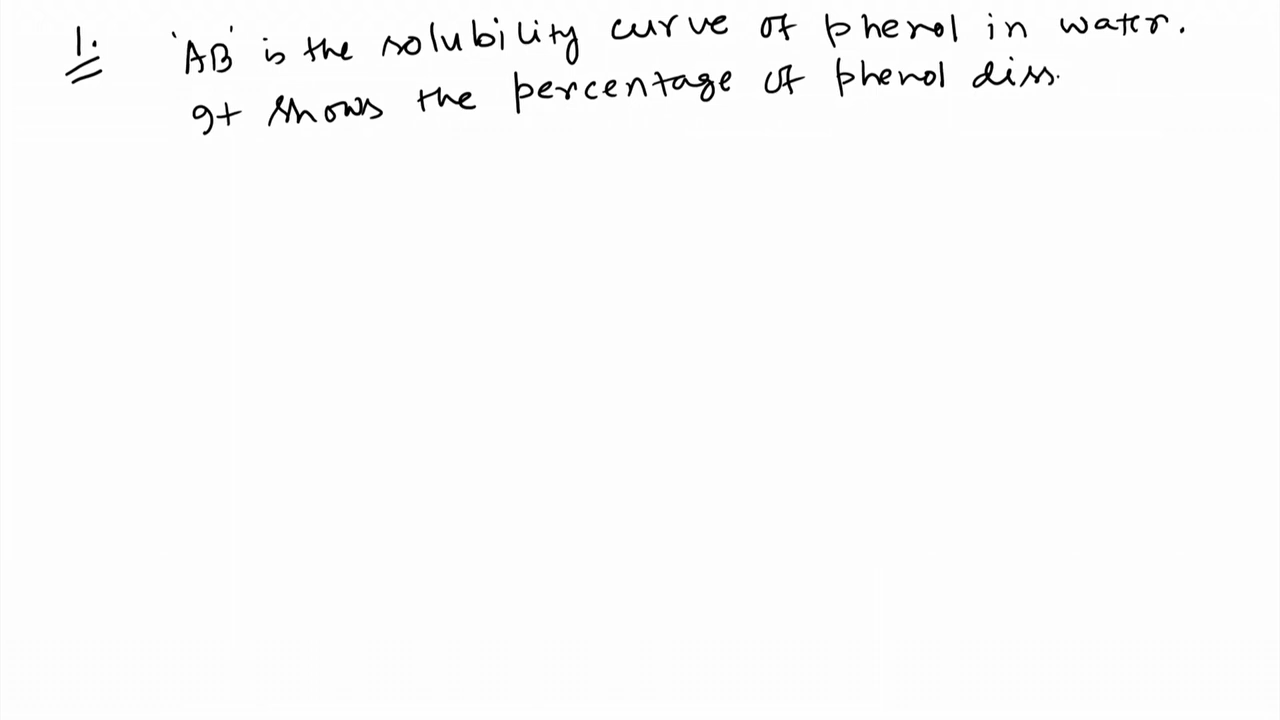 1. 'AB' is the solubility curve of phenol in water.
It shows the percentage of phenol diss.